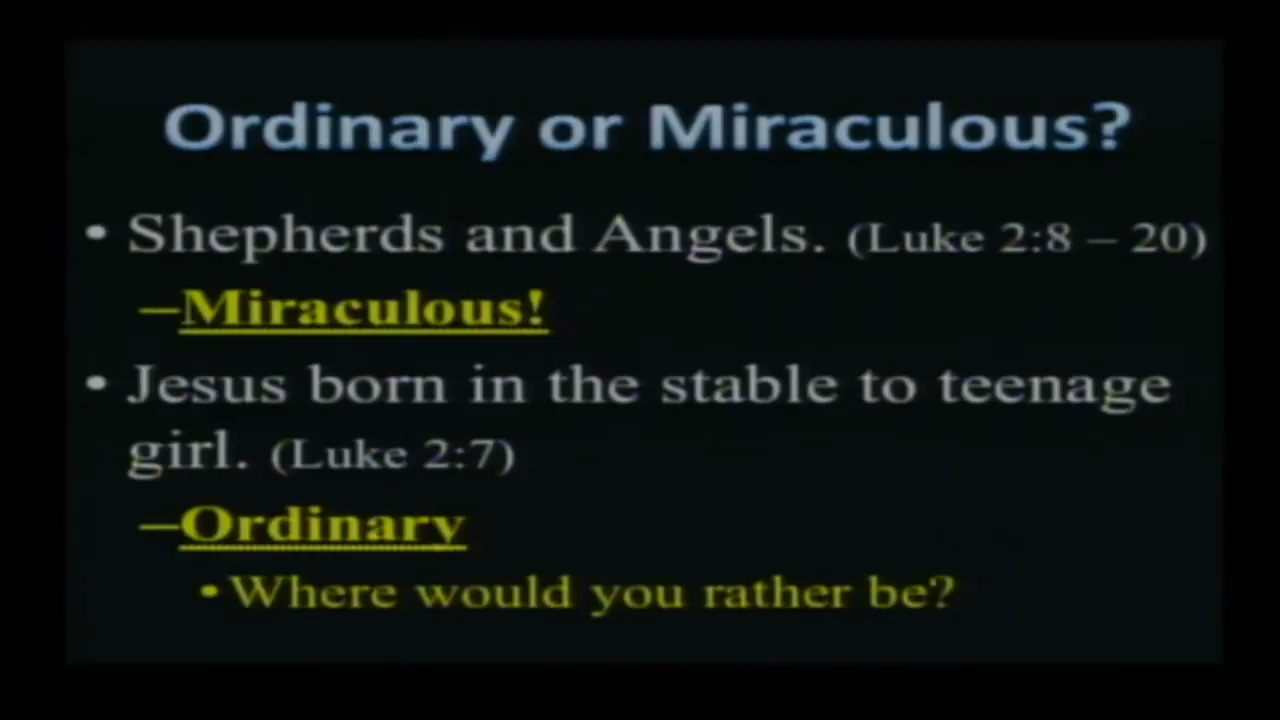 Ordinary or Miraculous?
• Shepherds and Angels. (Luke 2:8 – 20)
–Miraculous!
• Jesus born in the stable to teenage
girl. (Luke 2:7)
–Ordinary
• Where would you rather be?